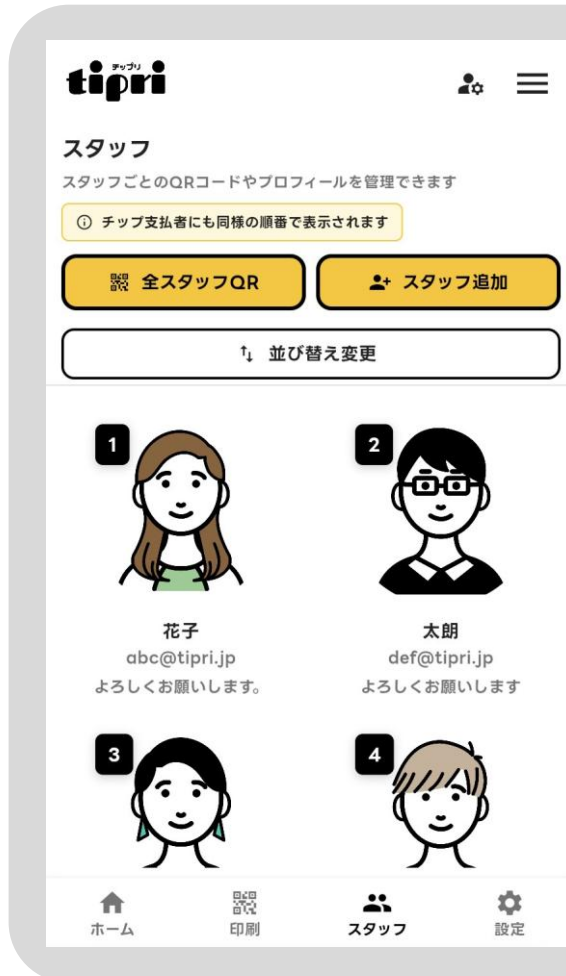 チップリ
tipri
スタッフ
スタッフごとのQRコードやプロフィールを管理できます
チップ支払者にも同様の順番で表示されます
全スタッフQR
スタッフ追加
並び替え変更
1
2
花子
太朗
abc@tipri.jp
def@tipri.jp
よろしくお願いします。
よろしくお願いします
3
4
ホーム
印刷
スタッフ
設定